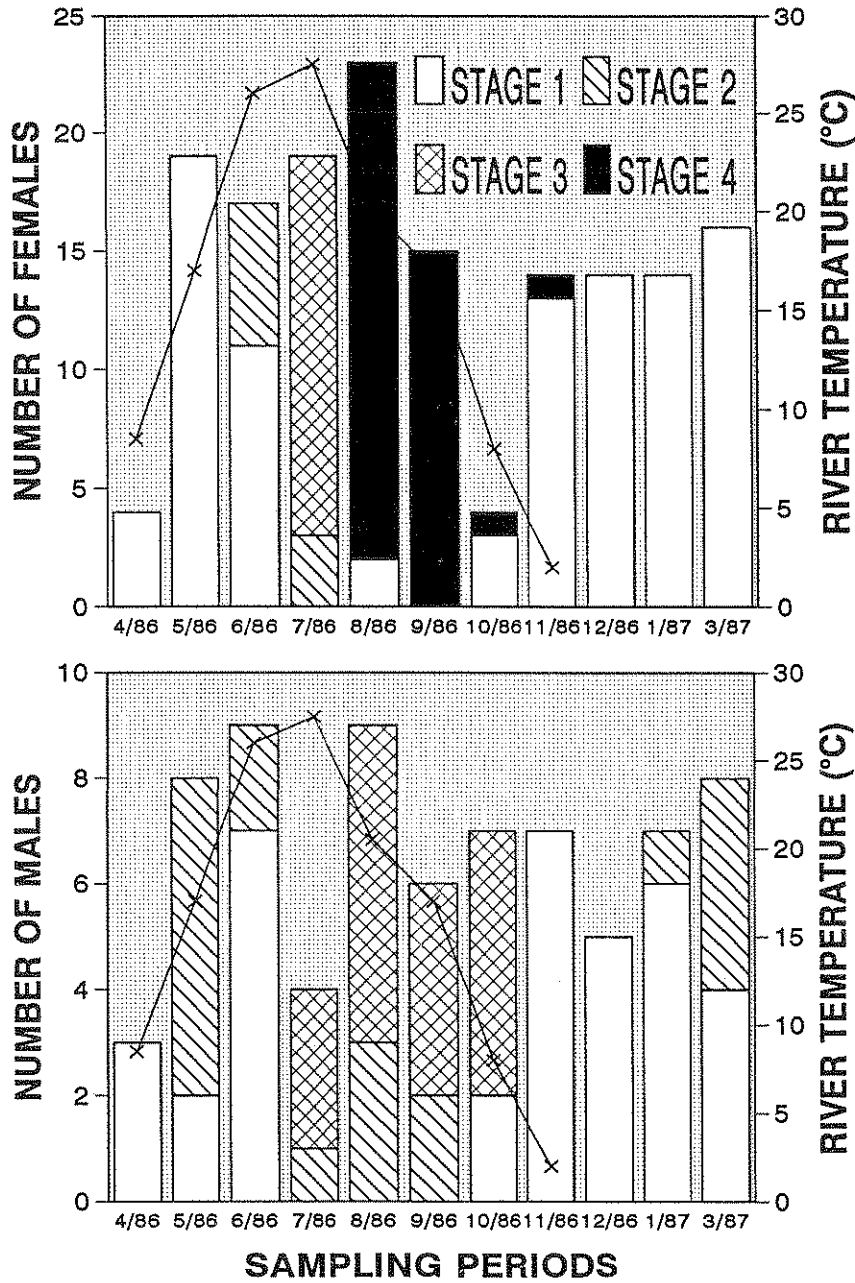 25
20
15
10
5
0
NUMBER OF FEMALES
STAGE 1
STAGE 2
STAGE 3
STAGE 4
30
25
20
15
10
5
0
RIVER TEMPERATURE (°C)
4/86 5/86 6/86 7/86 8/86 9/86 10/86 11/86 12/86 1/87 3/87
10
8
6
4
2
0
NUMBER OF MALES
30
25
20
15
10
5
0
RIVER TEMPERATURE (°C)
4/86 5/86 6/86 7/86 8/86 9/86 10/86 11/86 12/86 1/87 3/87
SAMPLING PERIODS